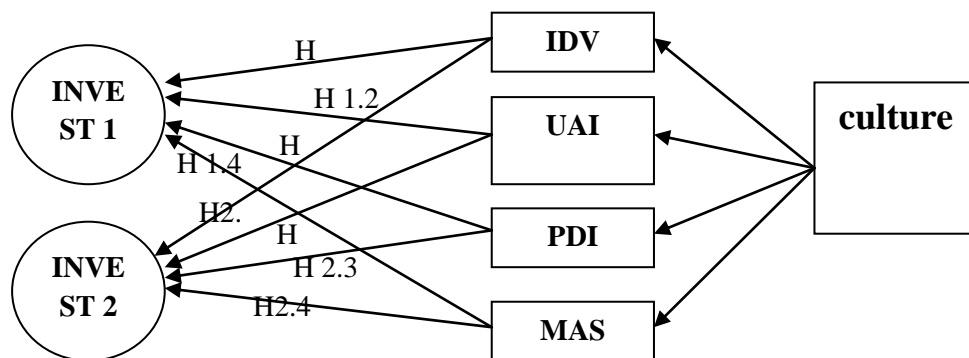 IDV
H
INVE
ST 1
H 1.2
UAI
culture
H
H 1.4
H2.
PDI
H
INVE
ST 2
H 2.3
H2.4
MAS